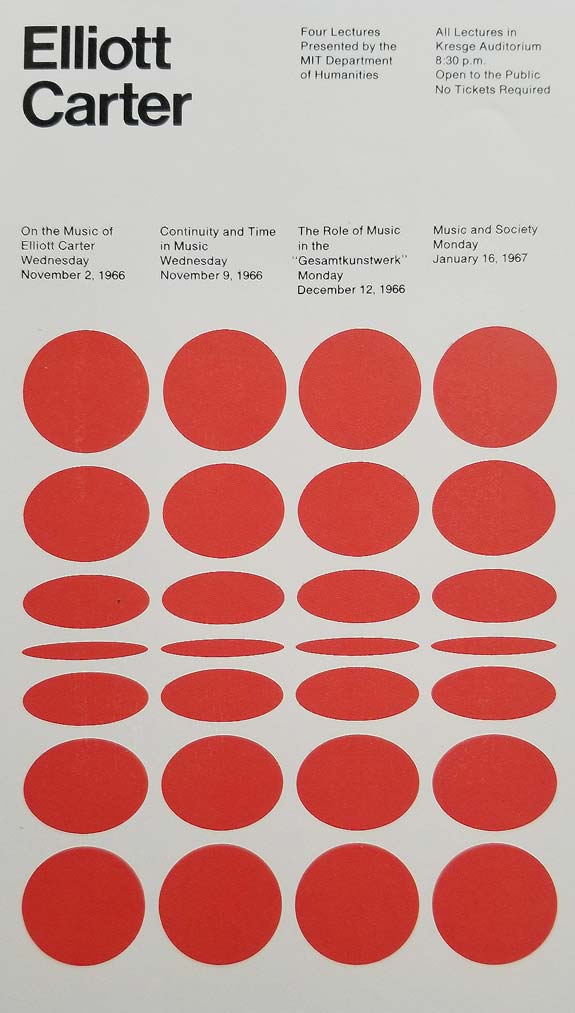 Elliott
Carter
Four Lectures
Presented by the
MIT Department
of Humanities
All Lectures in
Kresge Auditorium
8:30 p.m.
Open to the Public
No Tickets Required
On the Music of
Elliott Carter
Wednesday
November 2, 1966
Continuity and Time
in Music
Wednesday
November 9, 1966
The Role of Music
in the
"Gesamtkunstwerk"
Monday
December 12, 1966
Music and Society
Monday
January 16, 1967